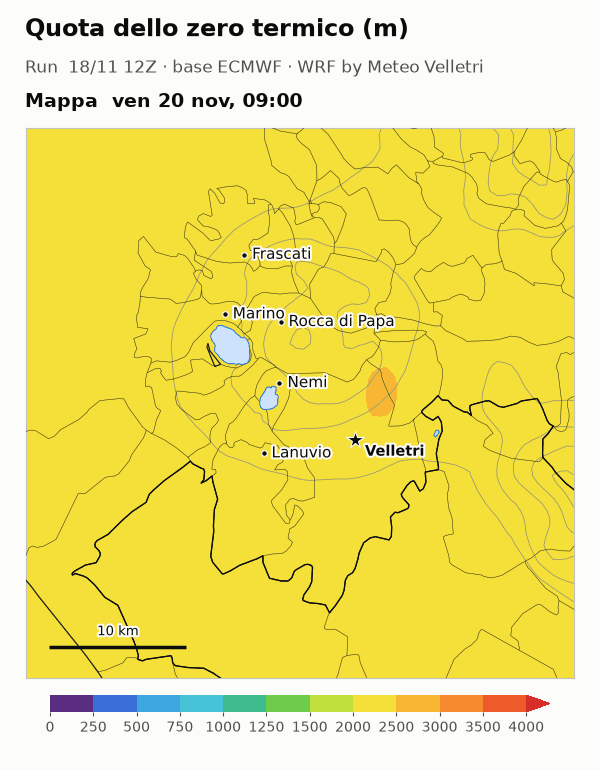 Quota dello zero termico (m)
Run  18/11 12Z · base ECMWF · WRF by Meteo Velletri
Mappa  ven 20 nov, 09:00
Frascati
Marino
Rocca di Papa
Nemi
Velletri
Lanuvio
10 km
0 250 500 750 1000 1250 1500 2000 2500 3000 3500 4000